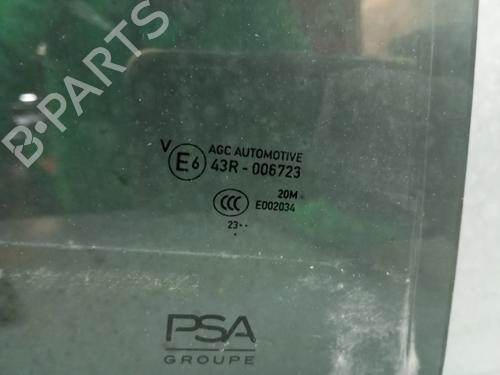 B-PARTS
V
AGC AUTOMOTIVE
E6 43R - 006723
20M
CCC E002034
23··
·
PSA
GROUPE